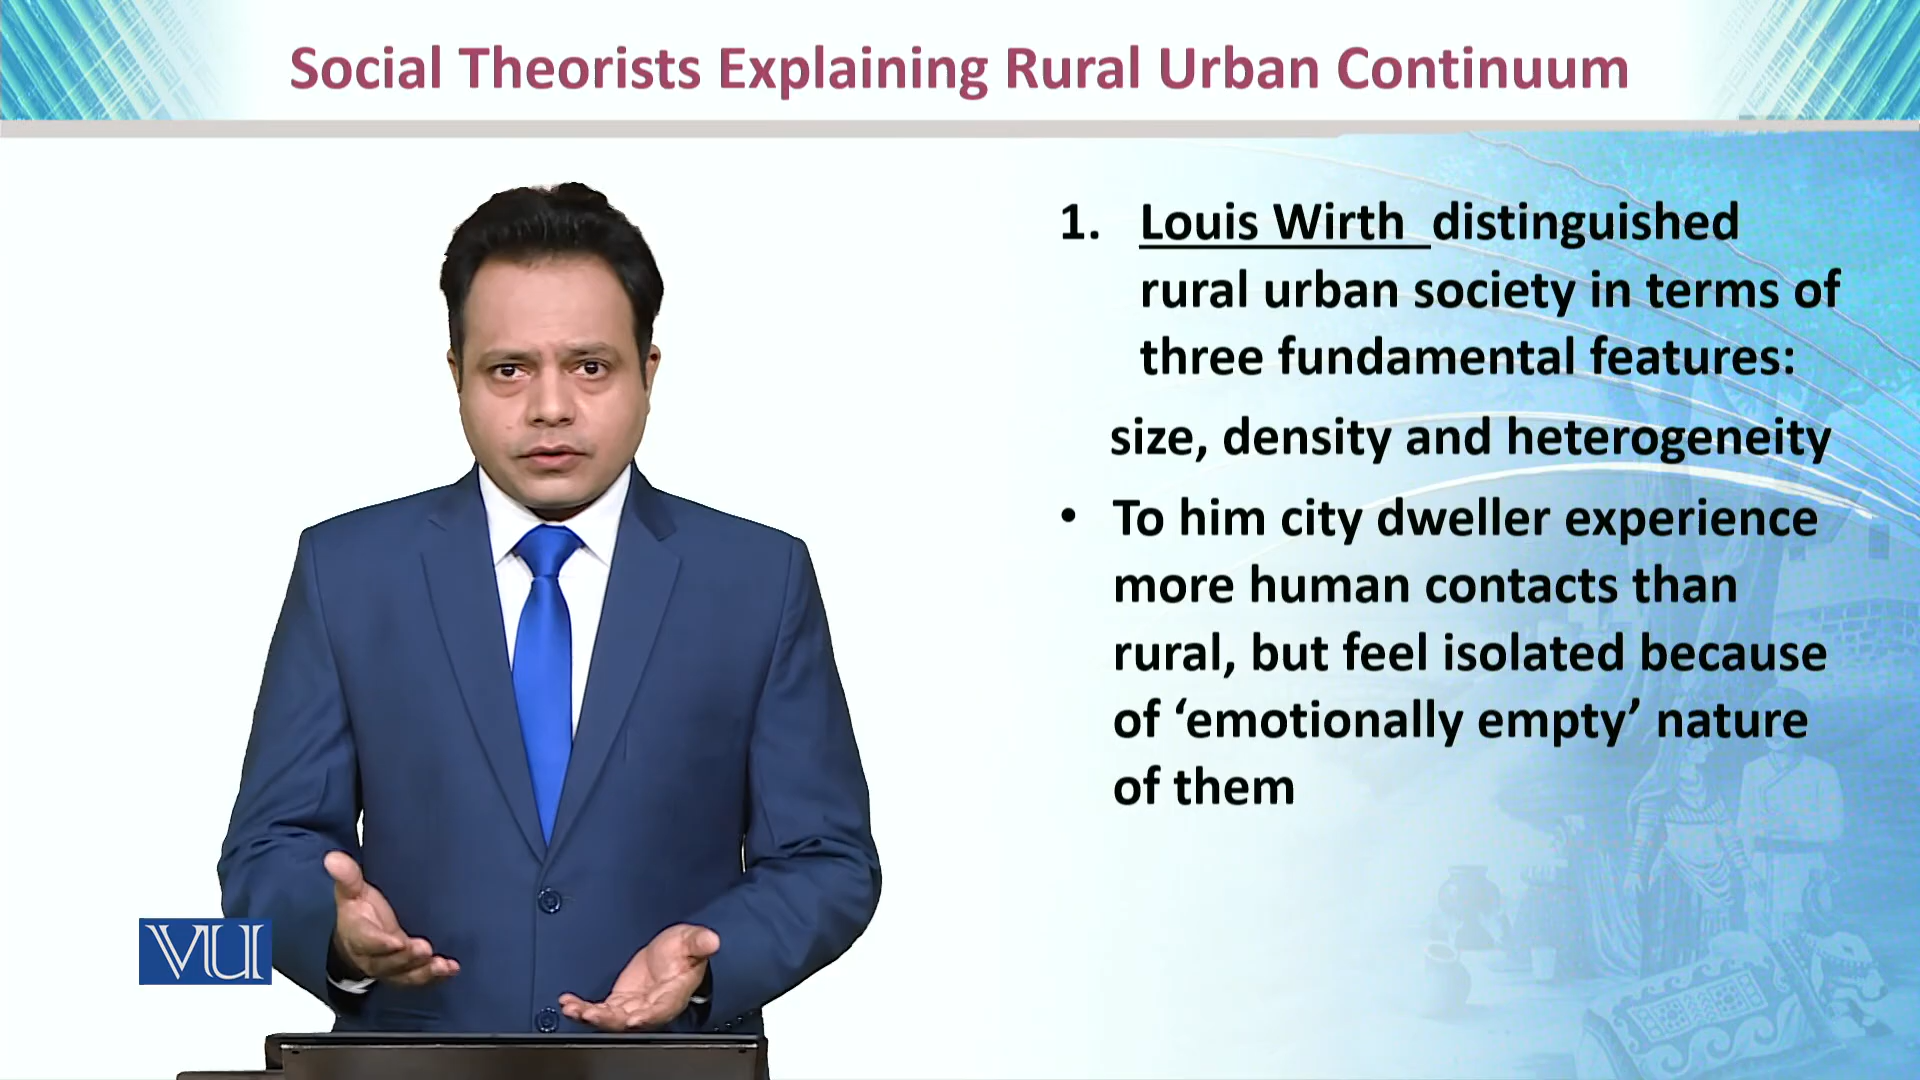 Social Theorists Explaining Rural Urban Continuum
1. Louis Wirth distinguished
rural urban society in terms of
three fundamental features:
size, density and heterogeneity
• To him city dweller experience
more human contacts than
rural, but feel isolated because
of ‘emotionally empty’ nature
of them
VU